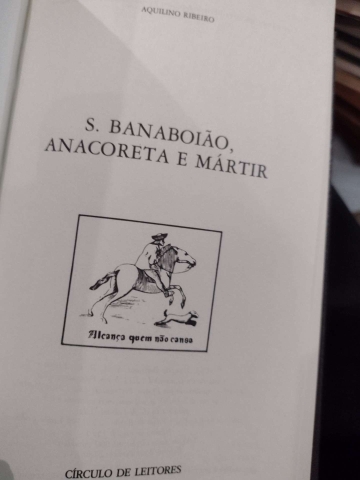 AQUILINO RIBEIRO
S. BANABOIÃO,
ANACORETA E MÁRTIR
Alcança quem não cansa
CÍRCULO DE LEITORES